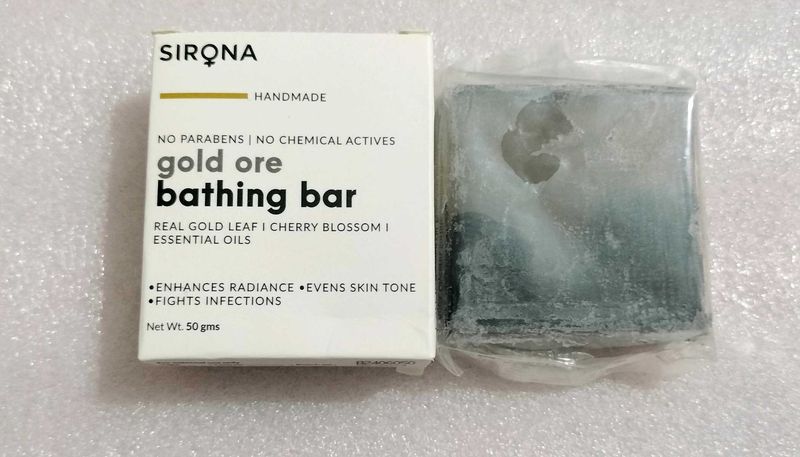 SIRONA
HANDMADE
NO PARABENS | NO CHEMICAL ACTIVES
gold ore
bathing bar
REAL GOLD LEAF I CHERRY BLOSSOM I
ESSENTIAL OILS
•ENHANCES RADIANCE •EVENS SKIN TONE
•FIGHTS INFECTIONS
Net Wt. 50 gms